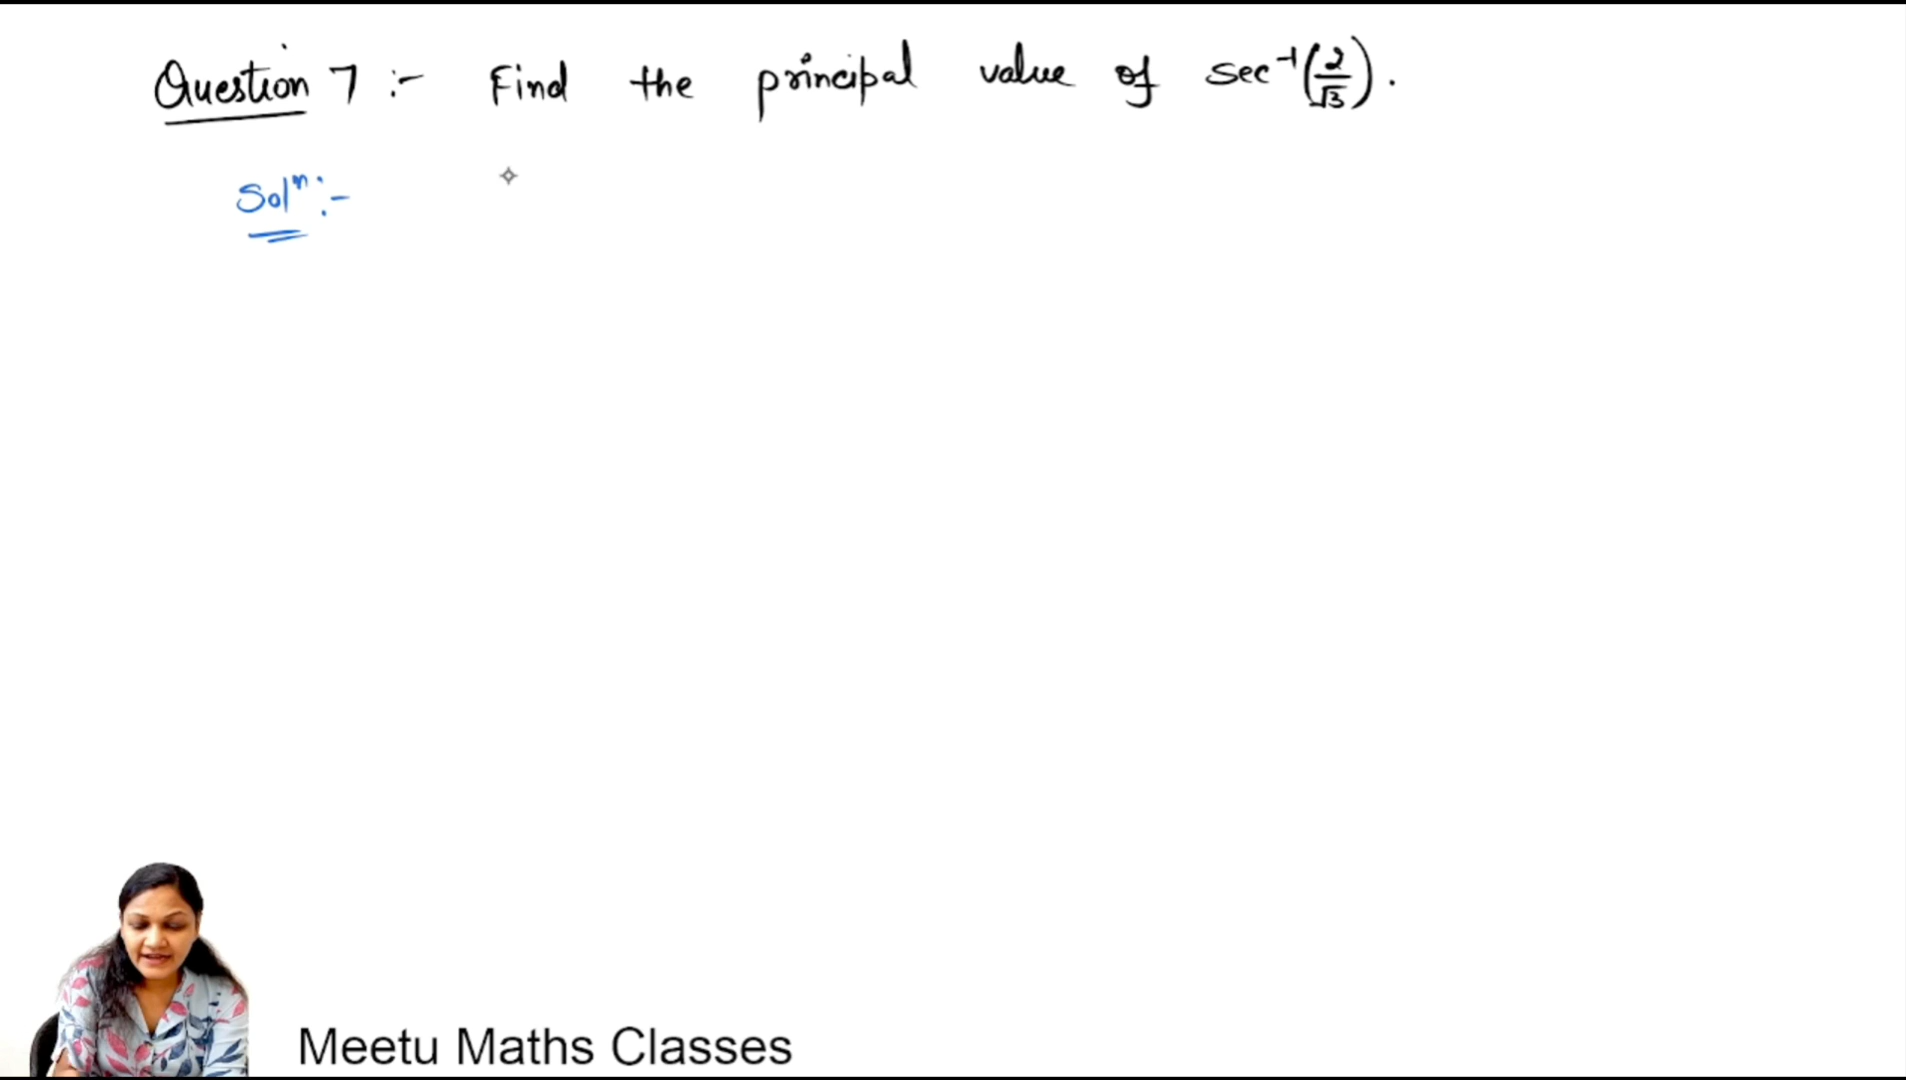 Question 7 :- Find the principal value of sec⁻¹(2/√3).
Solⁿ :-
Meetu Maths Classes